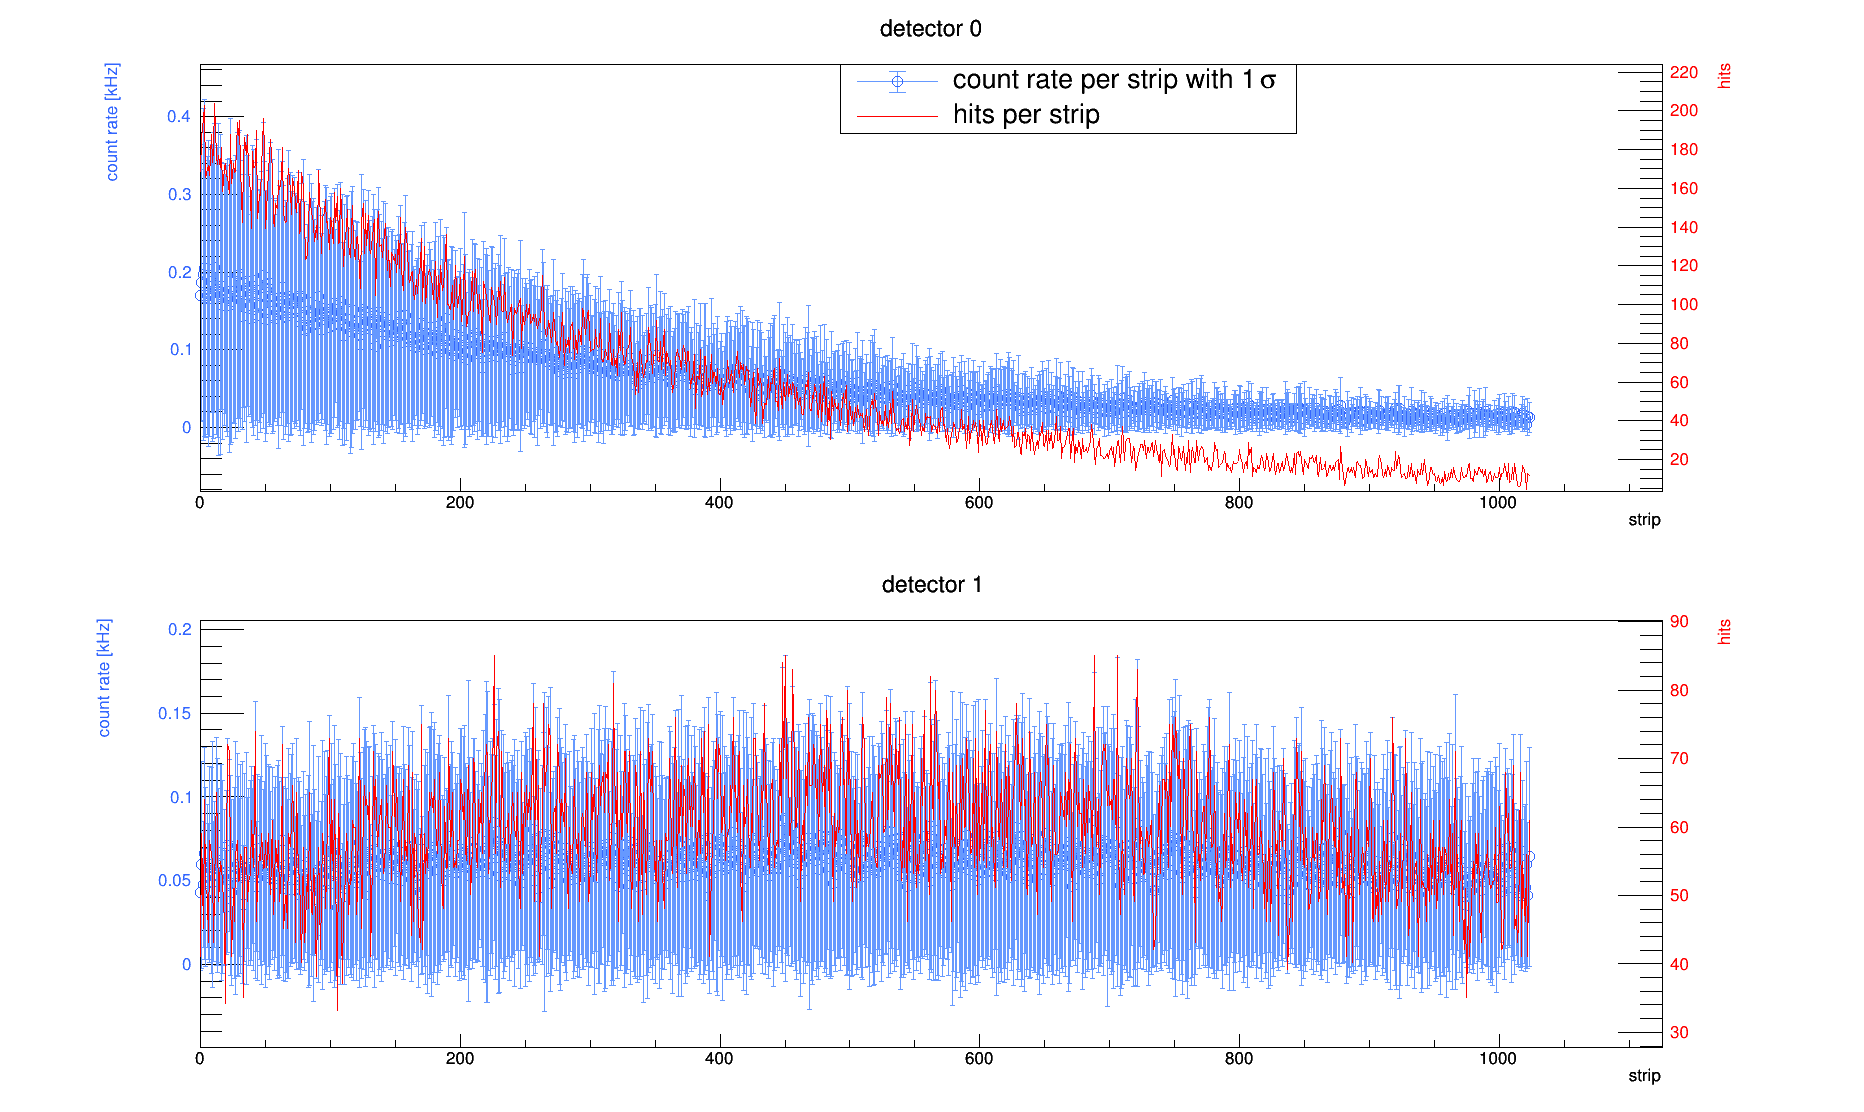 detector 0
count rate [kHz]
hits
count rate per strip with 1 σ
hits per strip
0.4
0.3
0.2
0.1
0
220
200
180
160
140
120
100
80
60
40
20
0 200 400 600 800 1000
strip
detector 1
count rate [kHz]
hits
0.2
0.15
0.1
0.05
0
90
80
70
60
50
40
30
0 200 400 600 800 1000
strip